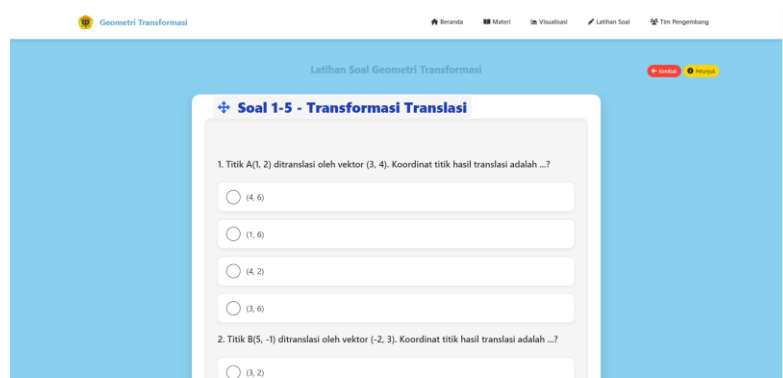 Geometri Transformasi
Beranda Materi Visualisasi Latihan Soal Tim Pengembang
Latihan Soal Geometri Transformasi
Kembali Petunjuk
Soal 1-5 - Transformasi Translasi
1. Titik A(1, 2) ditranslasi oleh vektor (3, 4). Koordinat titik hasil translasi adalah ...?
(4, 6)
(1, 6)
(4, 2)
(3, 6)
2. Titik B(5, -1) ditranslasi oleh vektor (-2, 3). Koordinat titik hasil translasi adalah ...?
(3, 2)